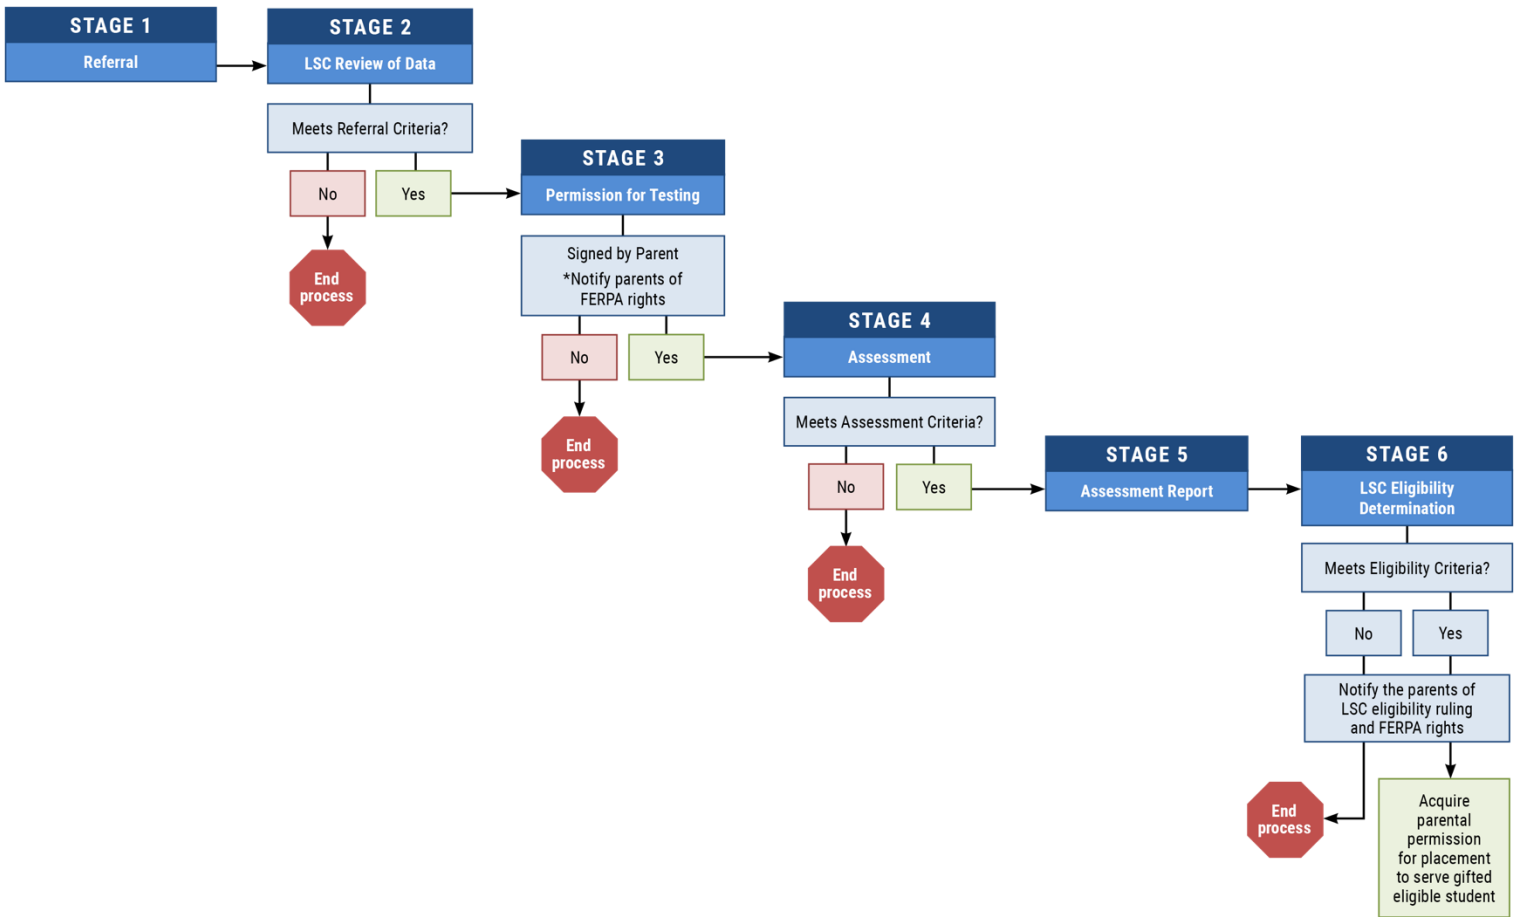 STAGE 1
Referral
STAGE 2
LSC Review of Data
Meets Referral Criteria?
No
Yes
End
process
STAGE 3
Permission for Testing
Signed by Parent
*Notify parents of
FERPA rights
No
Yes
End
process
STAGE 4
Assessment
Meets Assessment Criteria?
No
Yes
End
process
STAGE 5
Assessment Report
STAGE 6
LSC Eligibility
Determination
Meets Eligibility Criteria?
No
Yes
Notify the parents of
LSC eligibility ruling
and FERPA rights
End
process
Acquire
parental
permission
for placement
to serve gifted
eligible student